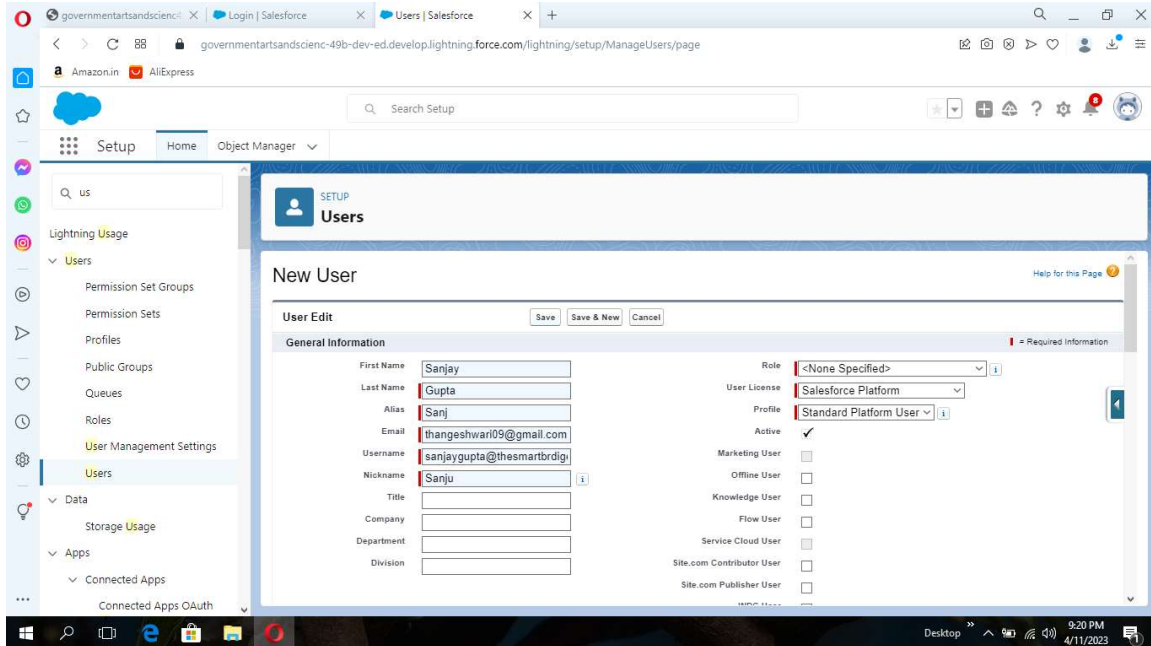 governmentartsandscience
Login | Salesforce
Users | Salesforce
governmentartsandscienc-49b-dev-ed.develop.lightning.force.com/lightning/setup/ManageUsers/page
a Amazon.in
AliExpress
Search Setup
8
Setup
Home
Object Manager
us
Lightning Usage
Users
Permission Set Groups
Permission Sets
Profiles
Public Groups
Queues
Roles
User Management Settings
Users
Data
Storage Usage
Apps
Connected Apps
Connected Apps OAuth
SETUP
Users
New User
Help for this Page
User Edit
Save Save & New Cancel
General Information
= Required Information
First Name Sanjay
Last Name Gupta
Alias Sanj
Email thangeshwari09@gmail.com
Username sanjaygupta@thesmartbrdig
Nickname Sanju
Title
Company
Department
Division
Role <None Specified>
User License Salesforce Platform
Profile Standard Platform User
Active
Marketing User
Offline User
Knowledge User
Flow User
Service Cloud User
Site.com Contributor User
Site.com Publisher User
WDC User
Desktop
9:20 PM
4/11/2023